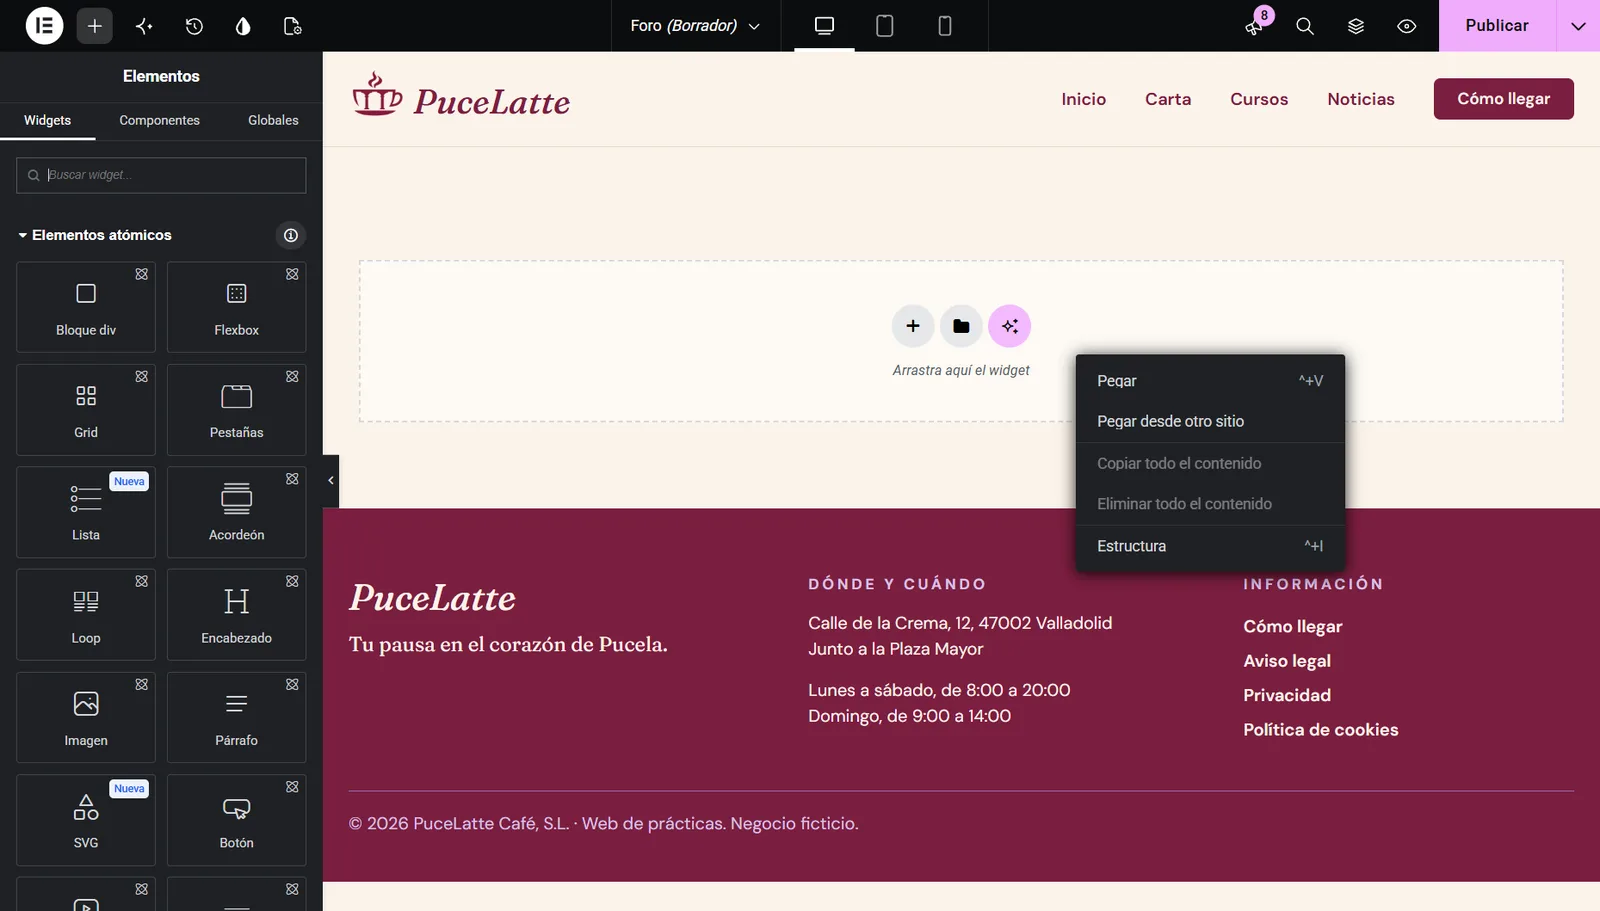 Foro (Borrador)
8
Publicar
Elementos
Widgets
Componentes
Globales
Buscar widget...
Elementos atómicos
Bloque div
Flexbox
Grid
Pestañas
Nueva
Lista
Acordeón
Loop
Encabezado
Imagen
Párrafo
Nueva
SVG
Botón
PuceLatte
Inicio
Carta
Cursos
Noticias
Cómo llegar
Arrastra aquí el widget
Pegar ^+V
Pegar desde otro sitio
Copiar todo el contenido
Eliminar todo el contenido
Estructura ^+I
PuceLatte
Tu pausa en el corazón de Pucela.
DÓNDE Y CUÁNDO
Calle de la Crema, 12, 47002 Valladolid
Junto a la Plaza Mayor
Lunes a sábado, de 8:00 a 20:00
Domingo, de 9:00 a 14:00
INFORMACIÓN
Cómo llegar
Aviso legal
Privacidad
Política de cookies
© 2026 PuceLatte Café, S.L. · Web de prácticas. Negocio ficticio.